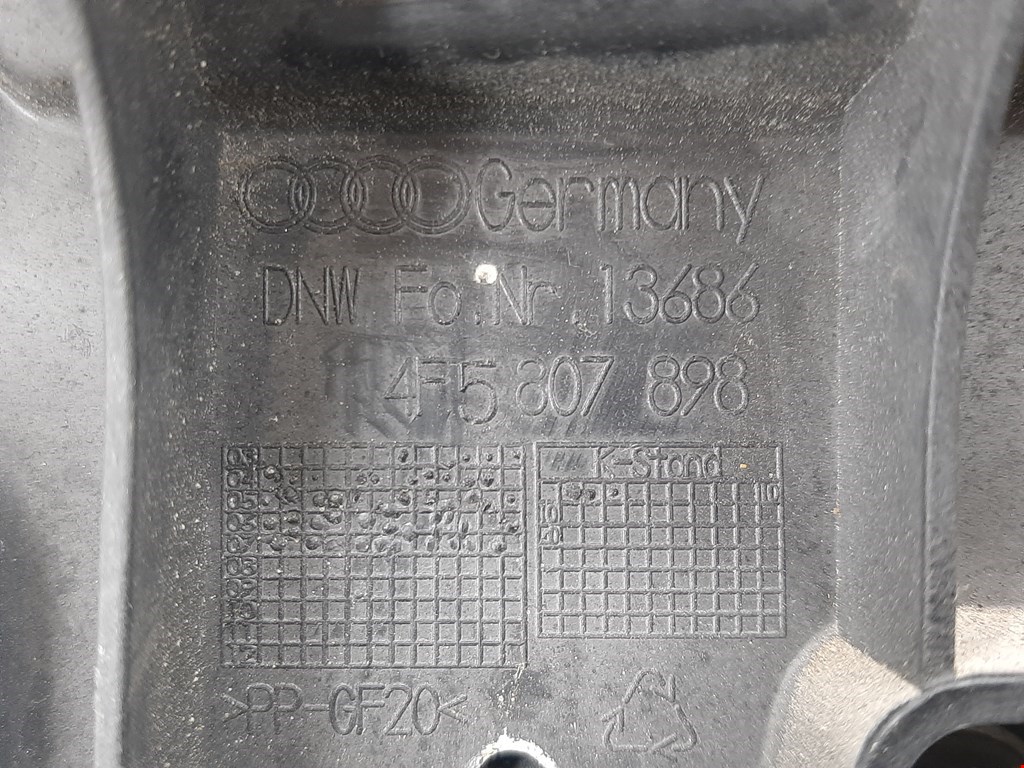 Germany
DNW Fo.Nr. 13686
4F5 807 898
K-Stand
>PP-GF20<